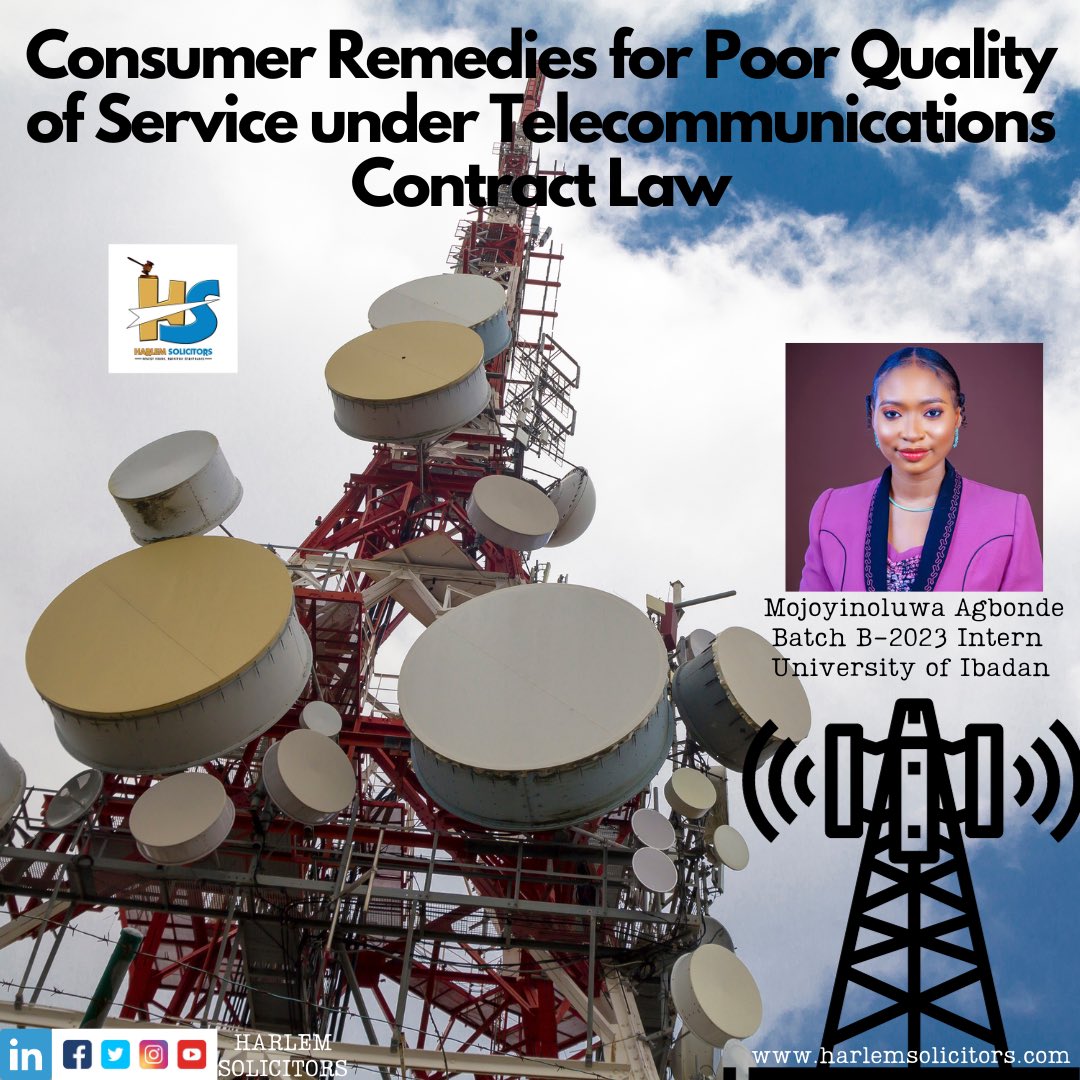 Consumer Remedies for Poor Quality
of Service under Telecommunications
Contract Law
HS
HARLEM SOLICITORS
Mojoyinoluwa Agbonde
Batch B-2023 Intern
University of Ibadan
in
HARLEM
SOLICITORS
www.harlemsolicitors.com